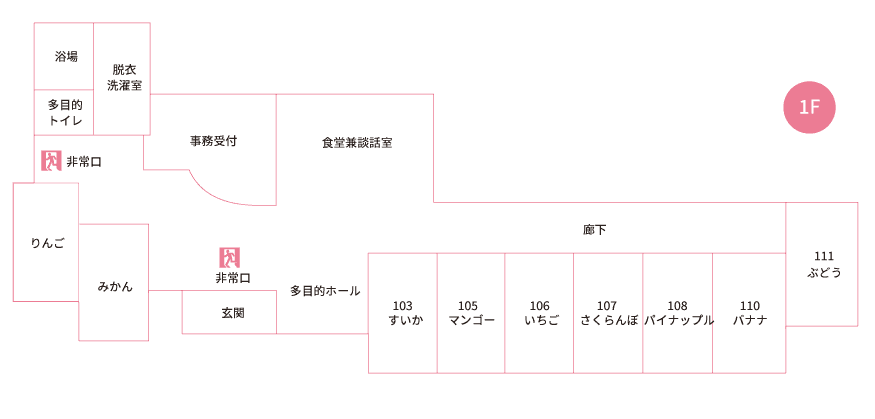 浴場
脱衣
洗濯室
多目的
トイレ
非常口
事務受付
食堂兼談話室
1F
りんご
みかん
非常口
玄関
多目的ホール
廊下
103
すいか
105
マンゴー
106
いちご
107
さくらんぼ
108
パイナップル
110
バナナ
111
ぶどう